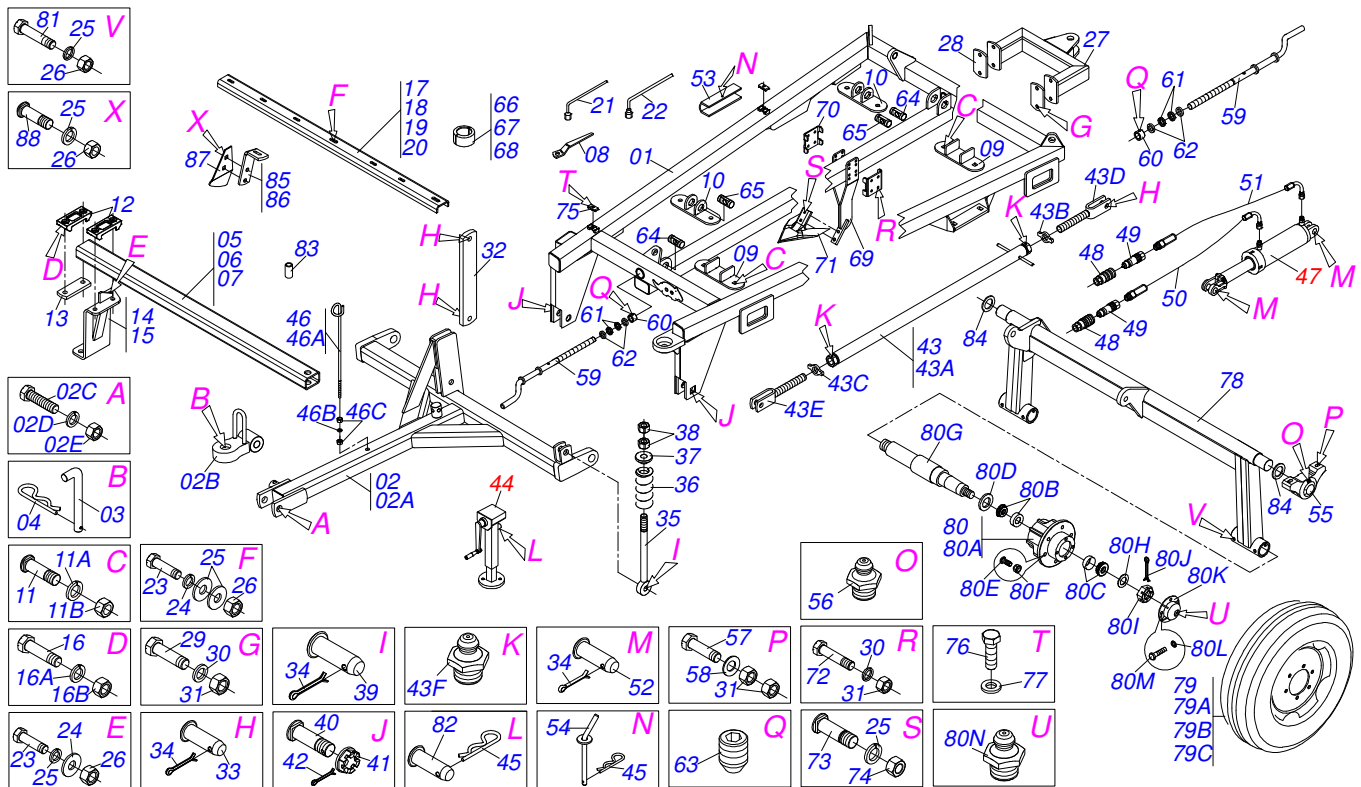 81 25 V
26
25 X
88 26
X
87 85
86
F
17
18
19
20
66
67
68
21 22
08
53 N
01
T
75
10
65
64
70
S
C
09
28 27
G
Q 61
59
60 62
12
D E
13
14
15
05
06
07
83
46
46A
46B 46C
H
32
H
J
Q
61 60
62
59
64
10
65
09 C
71 69
R
K
43B
43D
H
51
48 49
50
48 49
47
M
M
84
43
43A
K
43C
43E
J
78
02C A
02D
02E
B
02B
B
04 03
02
02A
A
44
L
38
37
36
35
I
80G
80D
80B
80
80A
80E 80F
80C
80H
80J
80K
80I
U
80L
80M
V
84
O P
55
C 11A
11 11B
25 F
23 26
24
O
56
D 16
16A
16B
29 G
30
31
I
34
39
K
43F
M
34
52
57 P
58
31
R
30
72
31
T
76
77
79
79A
79B
79C
E 24
23 26
25
H
34
33
40 J
42 41
82 L
45
54 N
45
Q
63
25 S
73
74
U
80N